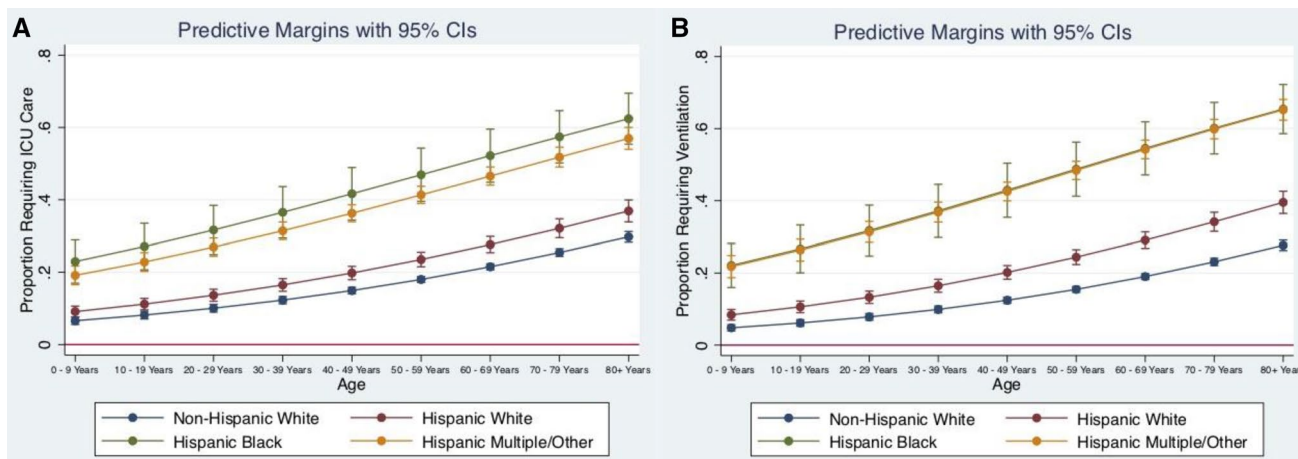 A
Predictive Margins with 95% CIs
Proportion Requiring ICU Care
.8
.6
.4
.2
0
0 - 9 Years 10 - 19 Years 20 - 29 Years 30 - 39 Years 40 - 49 Years 50 - 59 Years 60 - 69 Years 70 - 79 Years 80+ Years
Age
Non-Hispanic White Hispanic White
Hispanic Black Hispanic Multiple/Other
B
Predictive Margins with 95% CIs
Proportion Requiring Ventilation
.8
.6
.4
.2
0
0 - 9 Years 10 - 19 Years 20 - 29 Years 30 - 39 Years 40 - 49 Years 50 - 59 Years 60 - 69 Years 70 - 79 Years 80+ Year
Age
Non-Hispanic White Hispanic White
Hispanic Black Hispanic Multiple/Other